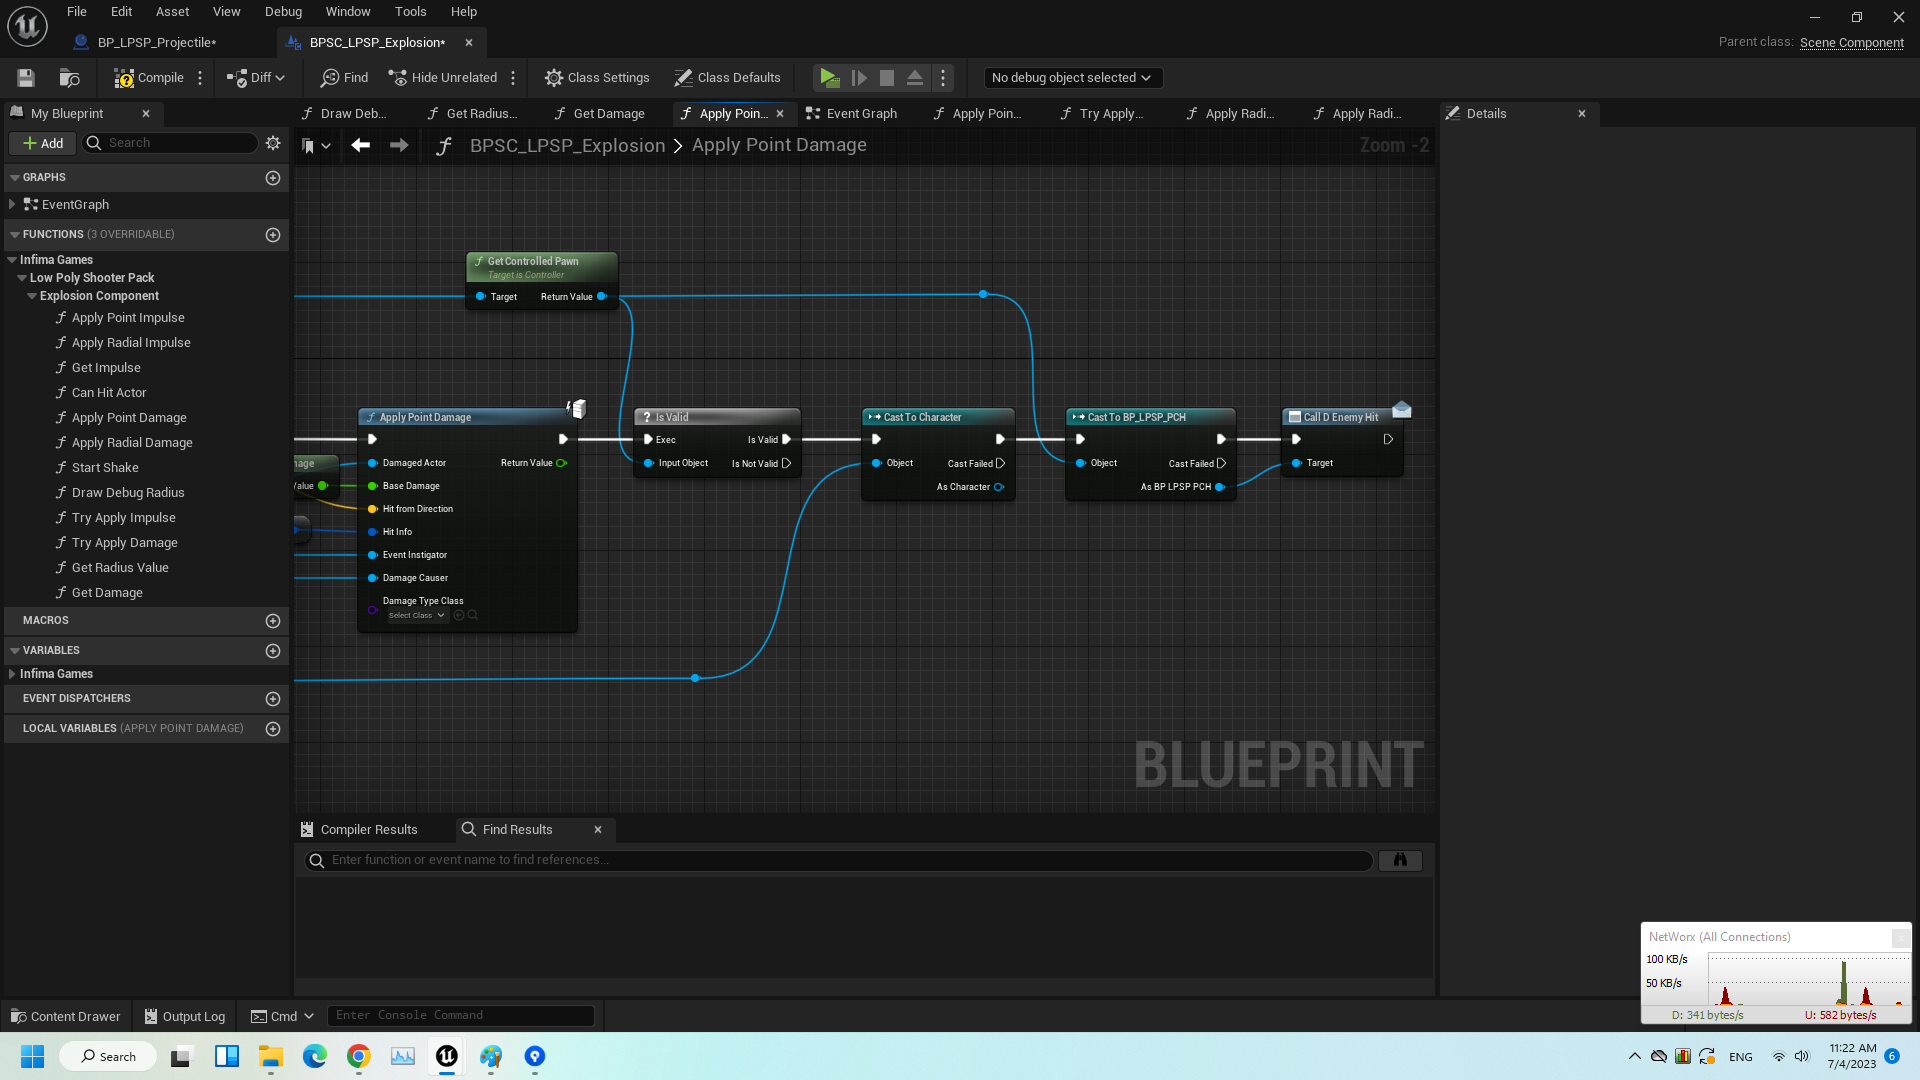 File Edit Asset View Debug Window Tools Help
BP_LPSP_Projectile*
BPSC_LPSP_Explosion*
Parent class: Scene Component
Compile
Diff
Find
Hide Unrelated
Class Settings
Class Defaults
No debug object selected
My Blueprint
Draw Deb...
Get Radius...
Get Damage
Apply Poin...
Event Graph
Apply Poin...
Try Apply...
Apply Radi...
Apply Radi...
Details
Add
Search
BPSC_LPSP_Explosion > Apply Point Damage
Zoom -2
GRAPHS
EventGraph
FUNCTIONS (3 OVERRIDABLE)
Infima Games
Low Poly Shooter Pack
Explosion Component
Apply Point Impulse
Apply Radial Impulse
Get Impulse
Can Hit Actor
Apply Point Damage
Apply Radial Damage
Start Shake
Draw Debug Radius
Try Apply Impulse
Try Apply Damage
Get Radius Value
Get Damage
MACROS
VARIABLES
Infima Games
EVENT DISPATCHERS
LOCAL VARIABLES (APPLY POINT DAMAGE)
Get Controlled Pawn
Target is Controller
Target Return Value
mage
Value
Apply Point Damage
Damaged Actor Return Value
Base Damage
Hit from Direction
Hit Info
Event Instigator
Damage Causer
Damage Type Class
Select Class
? Is Valid
Exec Is Valid
Input Object Is Not Valid
Cast To Character
Object Cast Failed
As Character
Cast To BP_LPSP_PCH
Object Cast Failed
As BP LPSP PCH
Call D Enemy Hit
Target
BLUEPRINT
Compiler Results
Find Results
Enter function or event name to find references...
NetWorx (All Connections)
100 KB/s
50 KB/s
D: 341 bytes/s U: 582 bytes/s
Content Drawer
Output Log
Cmd
Enter Console Command
Search
ENG
11:22 AM
7/4/2023
6